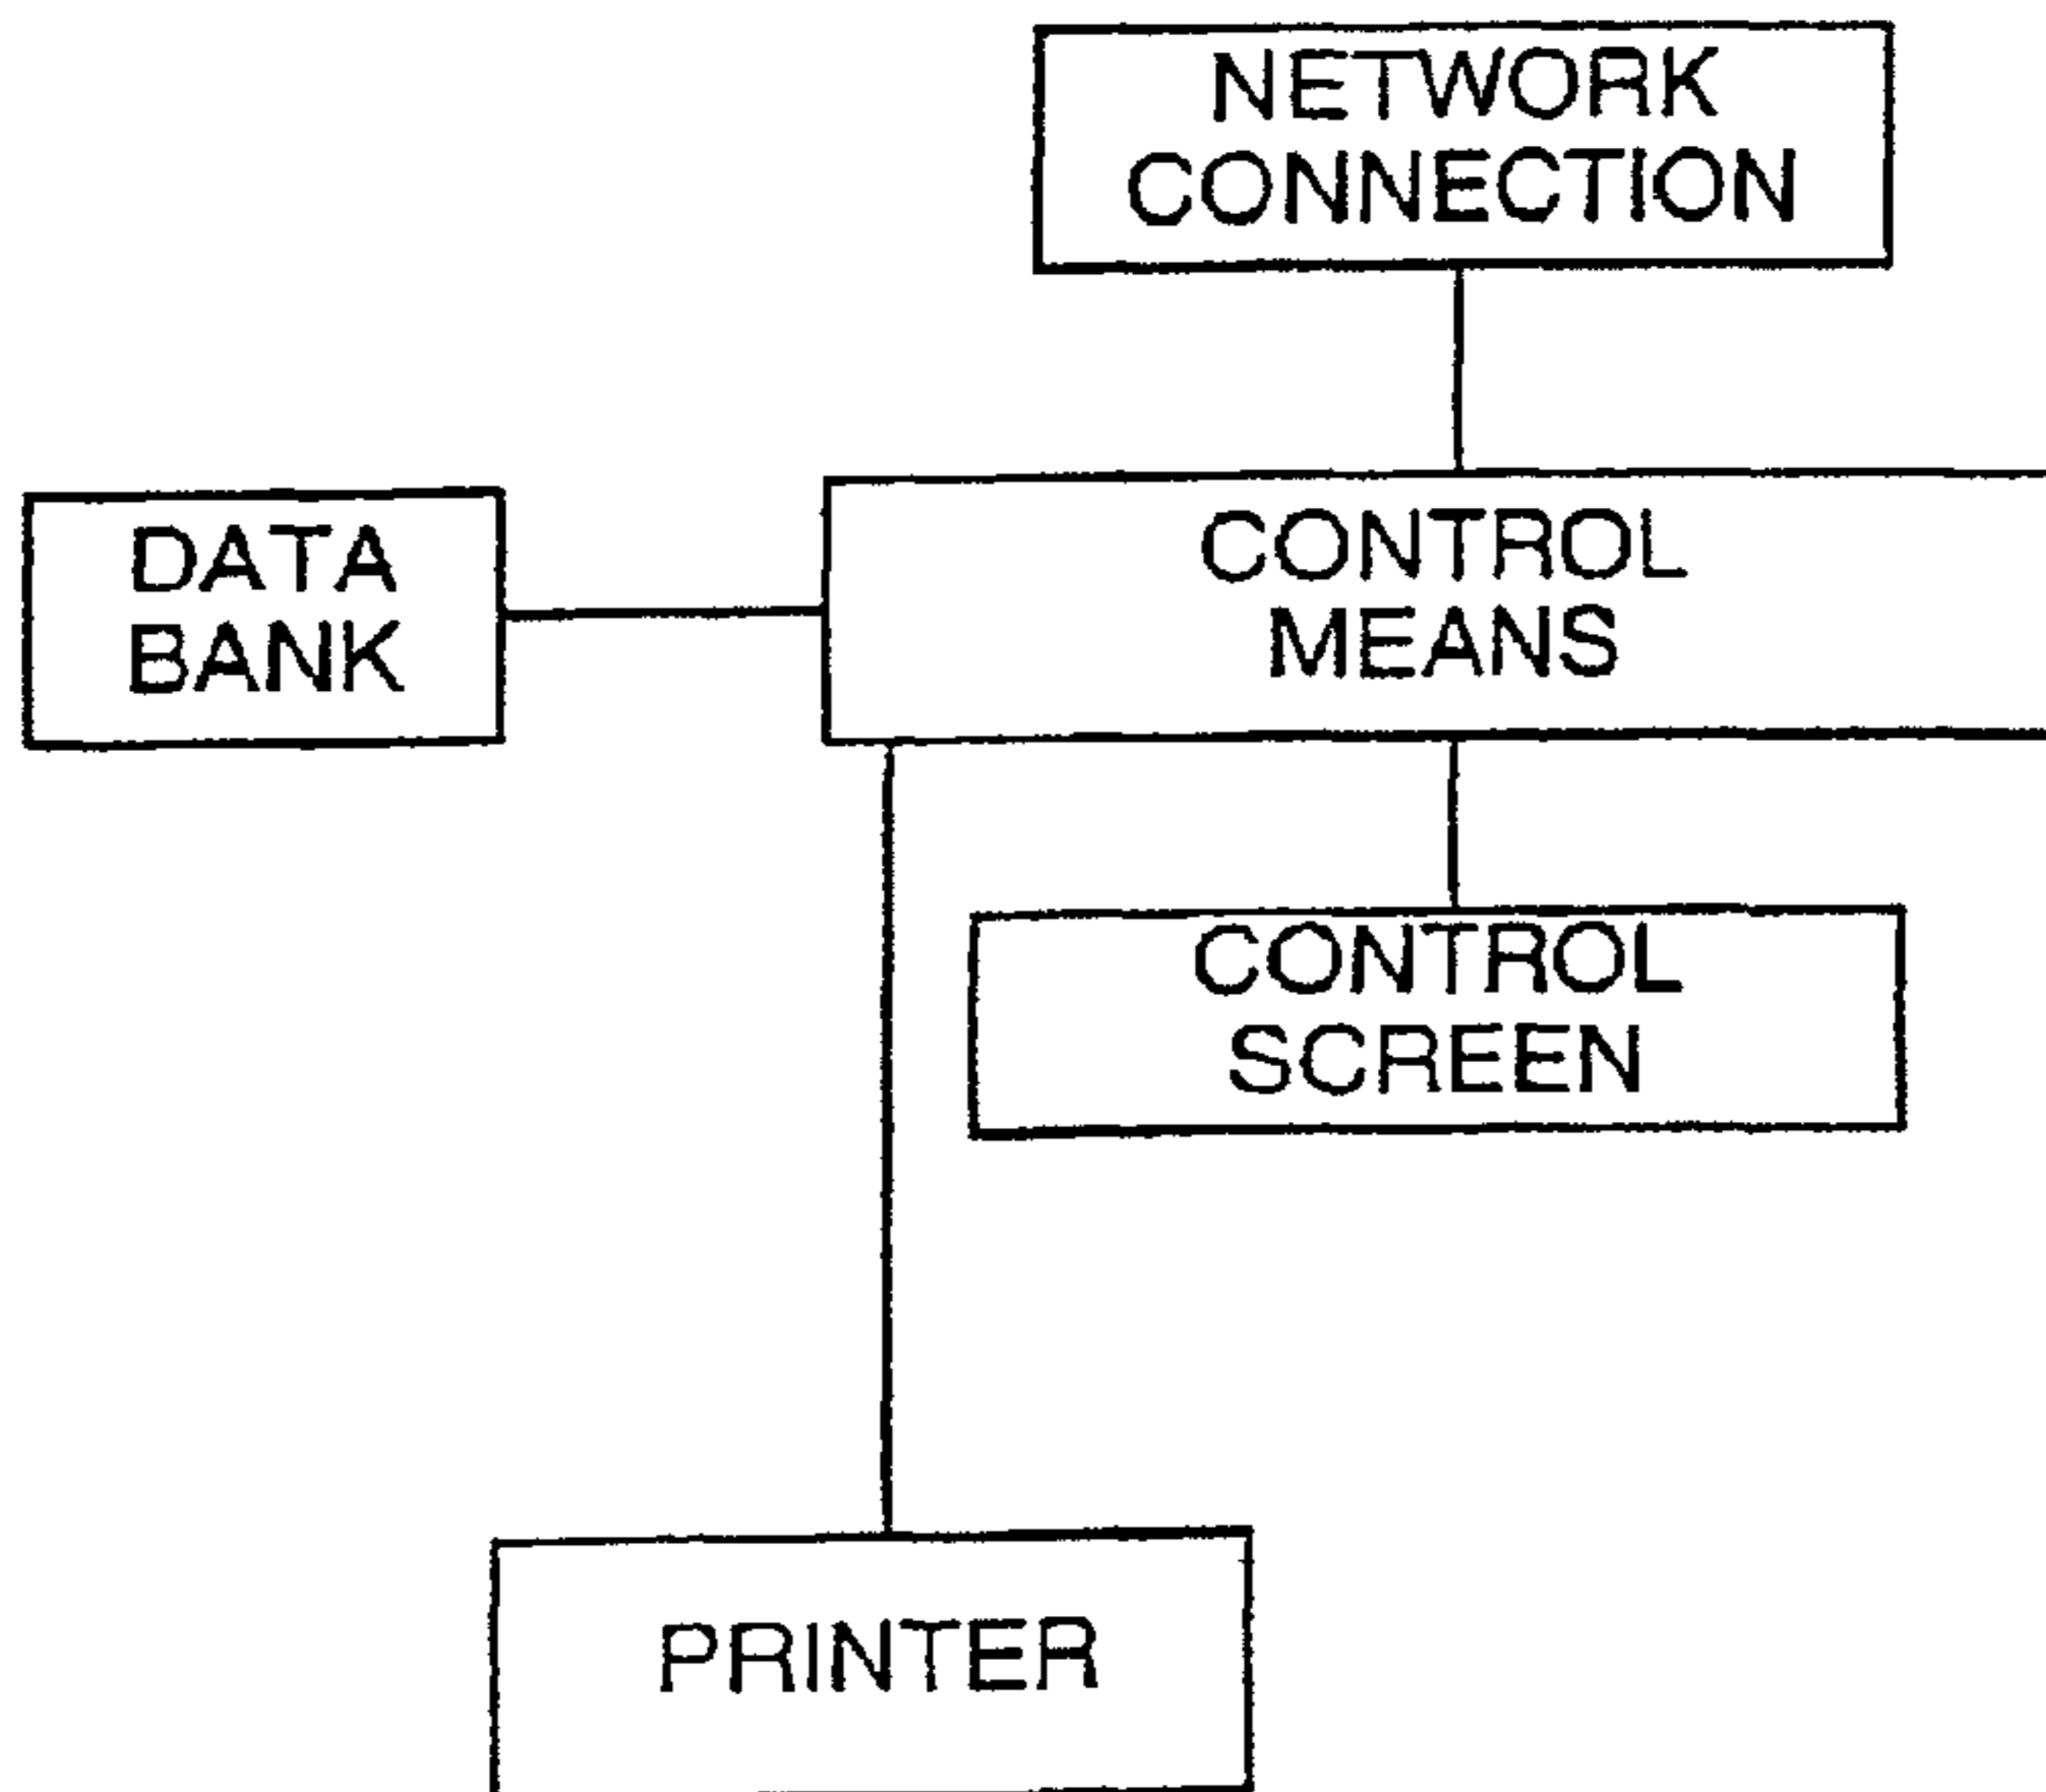 NETWORK
CONNECTION
DATA
BANK
CONTROL
MEANS
CONTROL
SCREEN
PRINTER